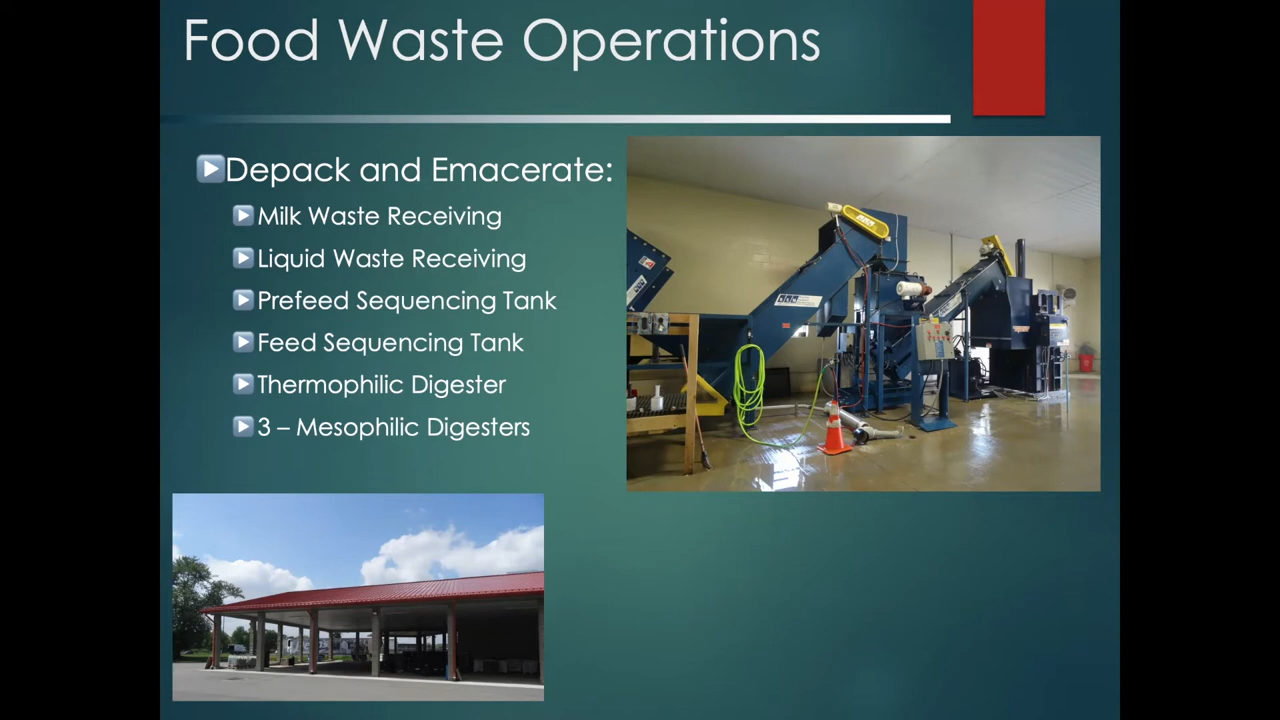 Food Waste Operations
Depack and Emacerate:
Milk Waste Receiving
Liquid Waste Receiving
Prefeed Sequencing Tank
Feed Sequencing Tank
Thermophilic Digester
3 – Mesophilic Digesters